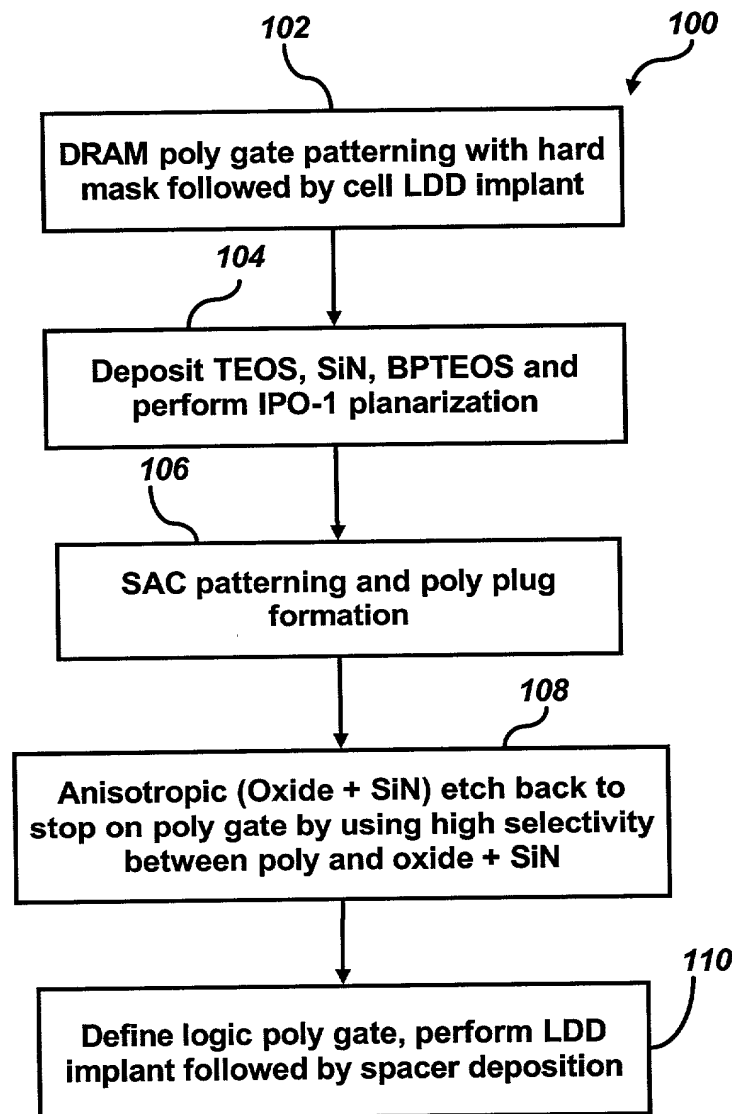 102
100
DRAM poly gate patterning with hard
mask followed by cell LDD implant
104
Deposit TEOS, SiN, BPTEOS and
perform IPO-1 planarization
106
SAC patterning and poly plug
formation
108
Anisotropic (Oxide + SiN) etch back to
stop on poly gate by using high selectivity
between poly and oxide + SiN
110
Define logic poly gate, perform LDD
implant followed by spacer deposition